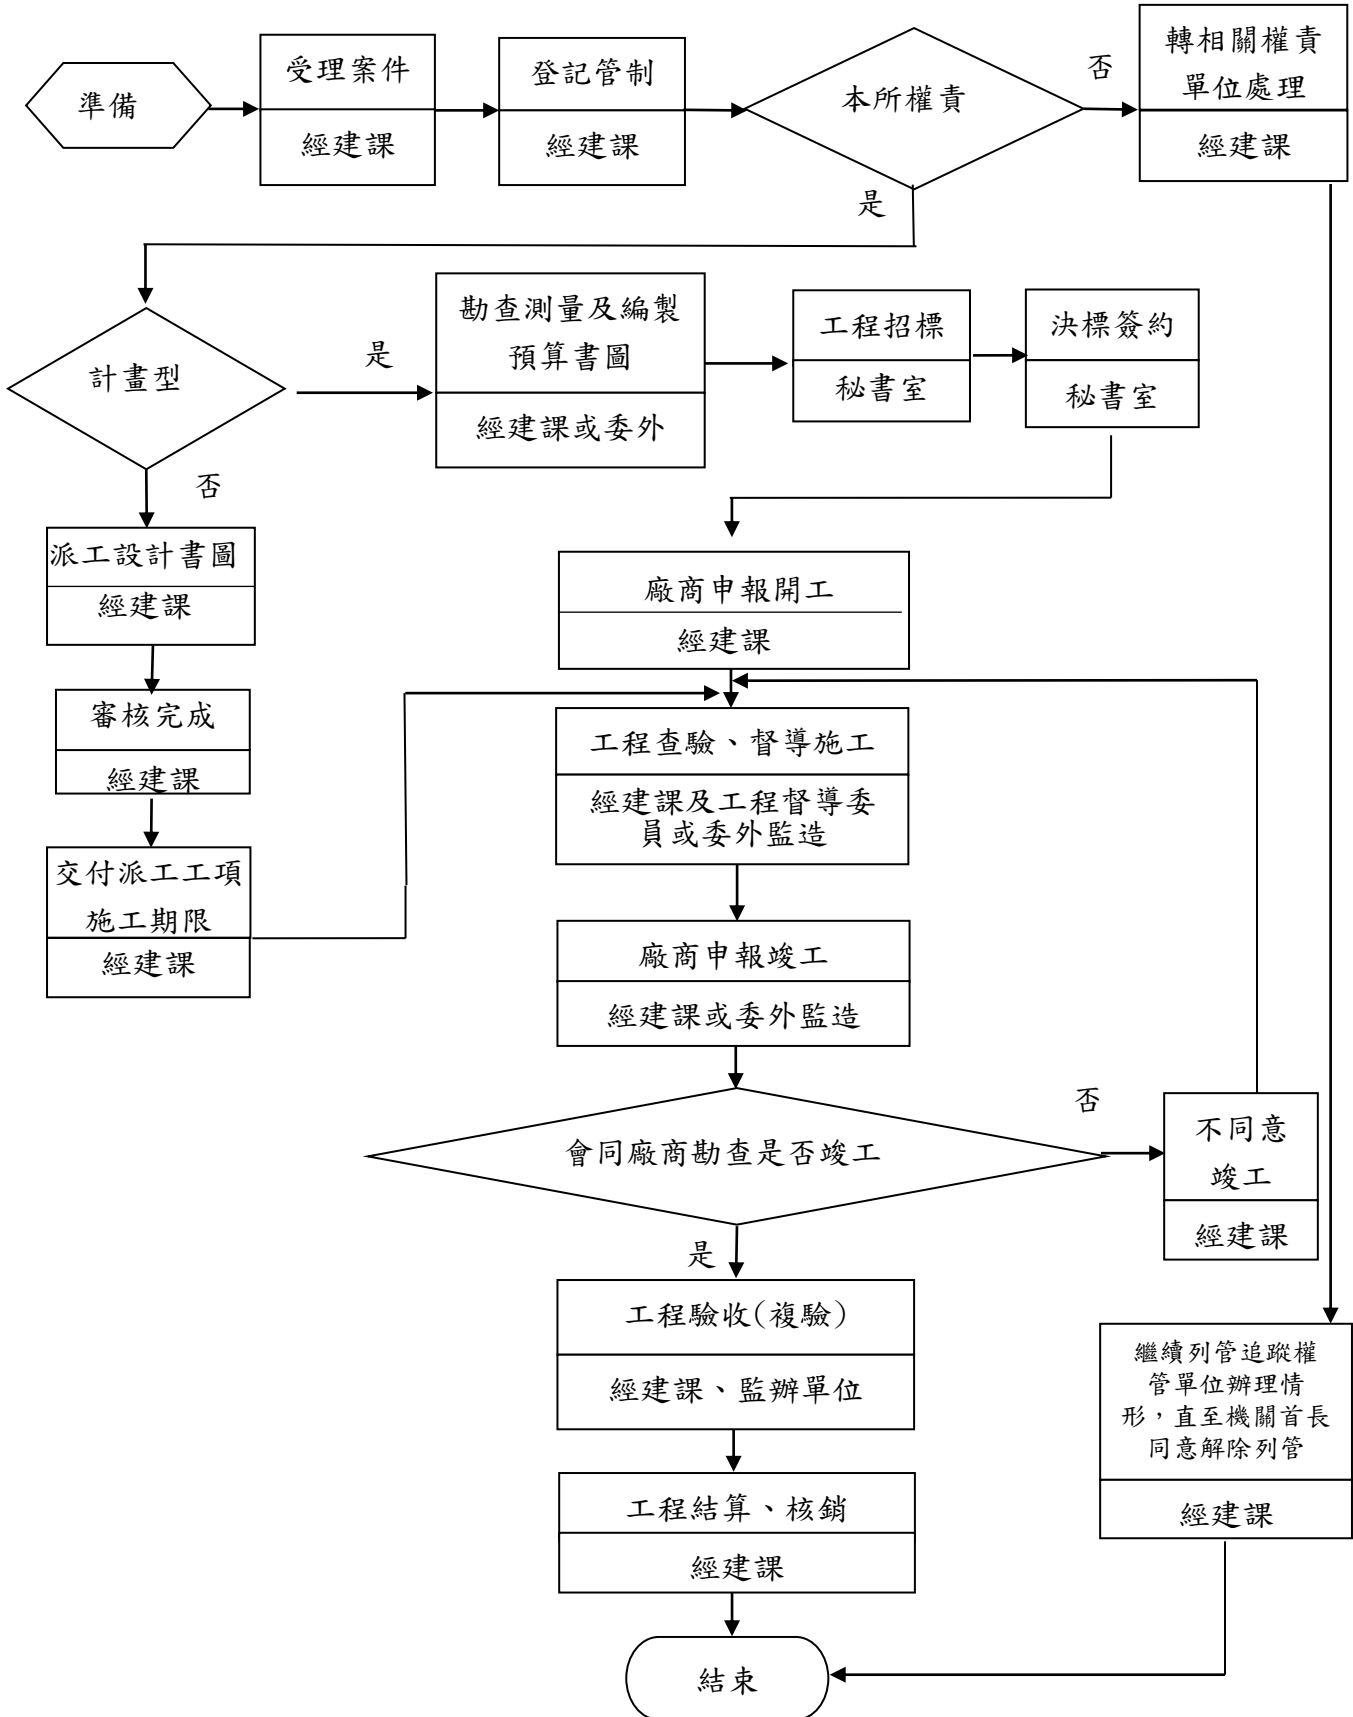 準備
受理案件
經建課
登記管制
經建課
本所權責
否
轉相關權責
單位處理
經建課
是
計畫型
是
勘查測量及編製
預算書圖
經建課或委外
工程招標
秘書室
決標簽約
秘書室
否
派工設計書圖
經建課
審核完成
經建課
交付派工工項
施工期限
經建課
廠商申報開工
經建課
工程查驗、督導施工
經建課及工程督導委
員或委外監造
廠商申報竣工
經建課或委外監造
會同廠商勘查是否竣工
否
不同意
竣工
經建課
是
工程驗收(複驗)
經建課、監辦單位
繼續列管追蹤權
管單位辦理情
形，直至機關首長
同意解除列管
經建課
工程結算、核銷
經建課
結束